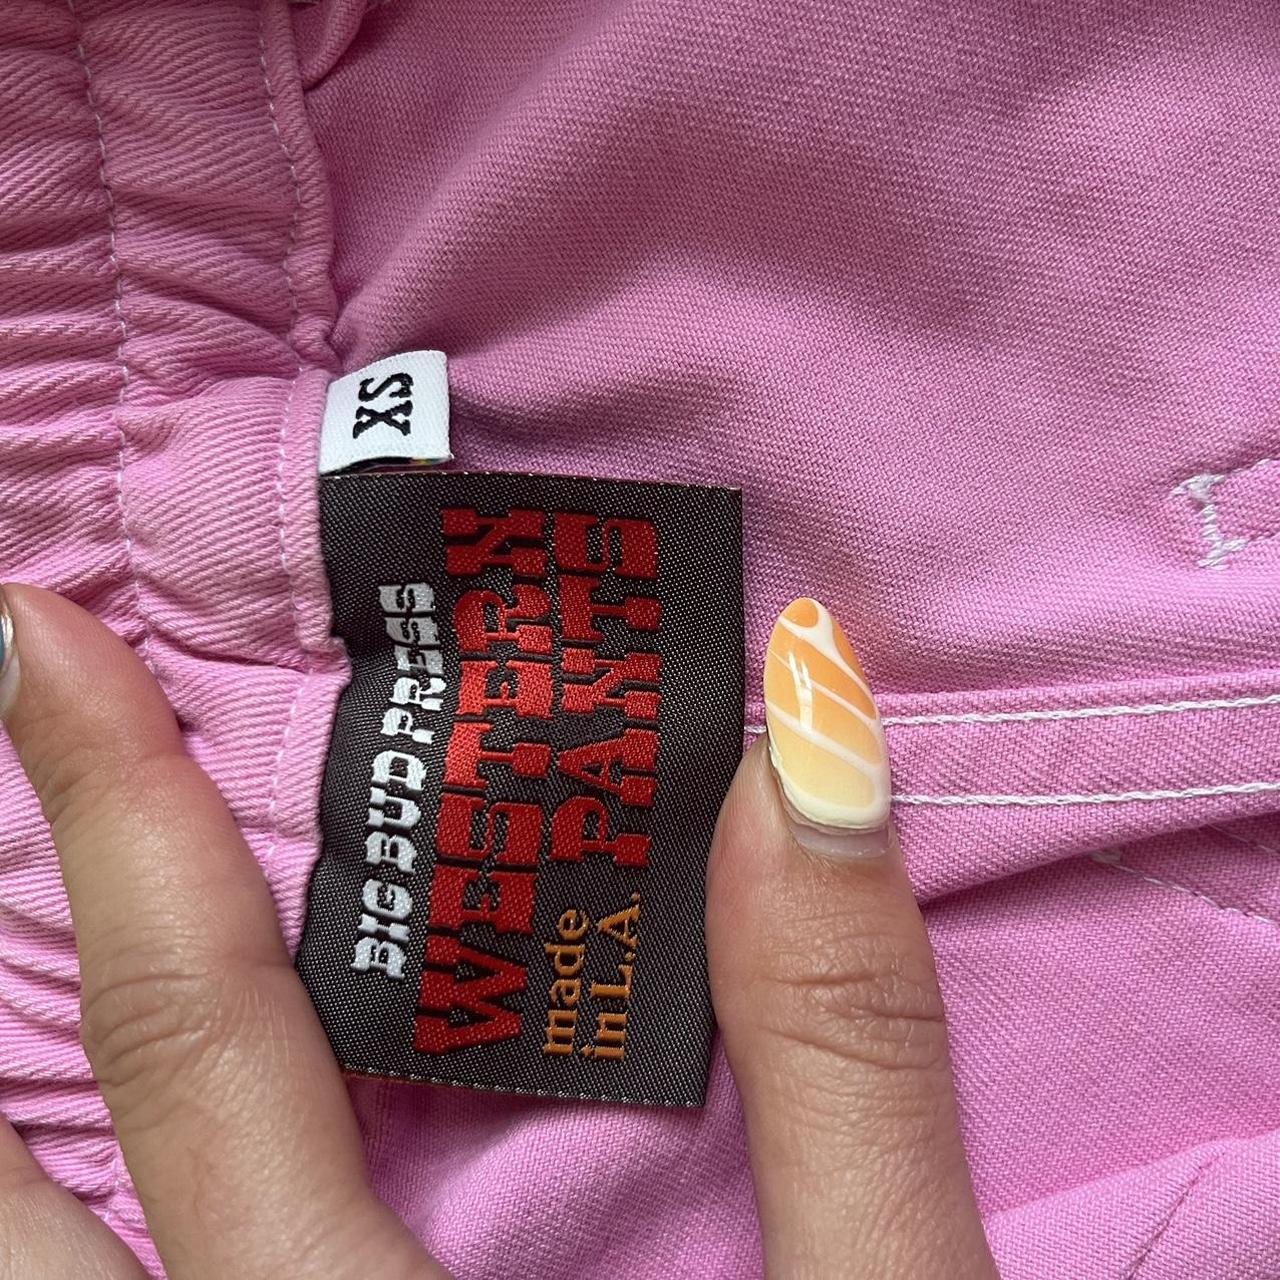 XS
BIG BUD PRESS
WESTERN
PANTS
made
in L.A.